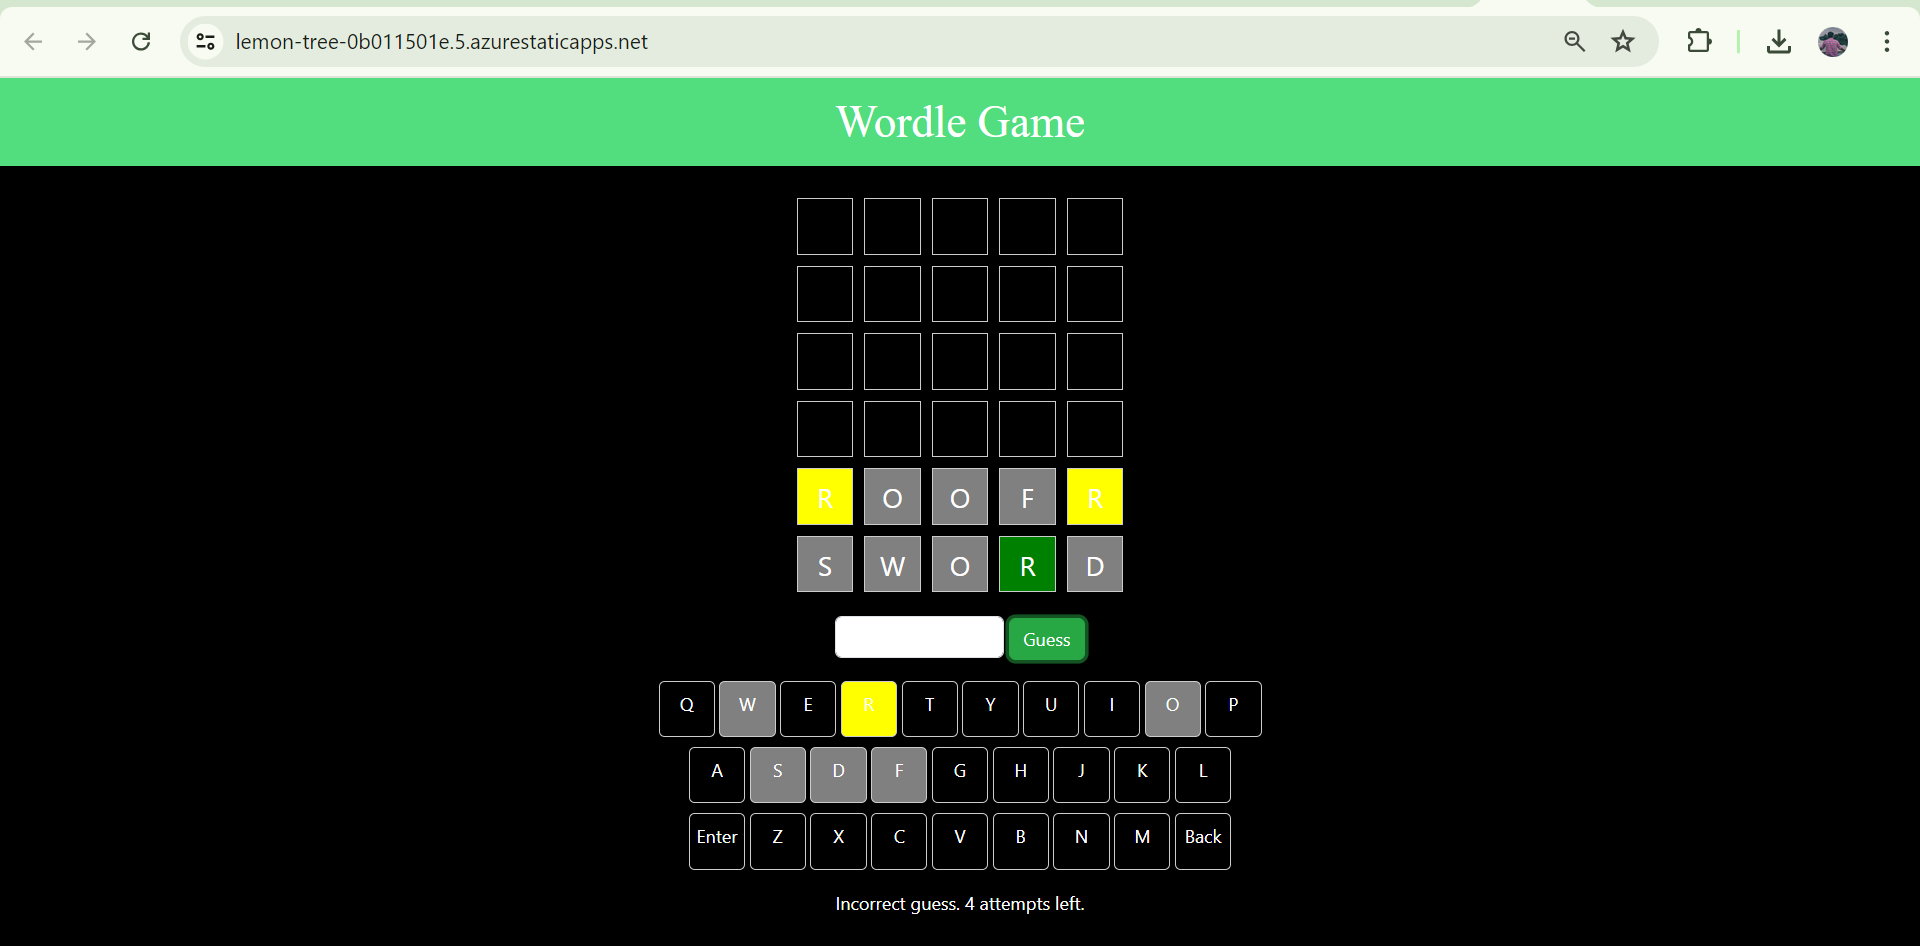 lemon-tree-0b011501e.5.azurestaticapps.net
Wordle Game
R O O F R
S W O R D
Guess
Q W E R T Y U I O P
A S D F G H J K L
Enter Z X C V B N M Back
Incorrect guess. 4 attempts left.